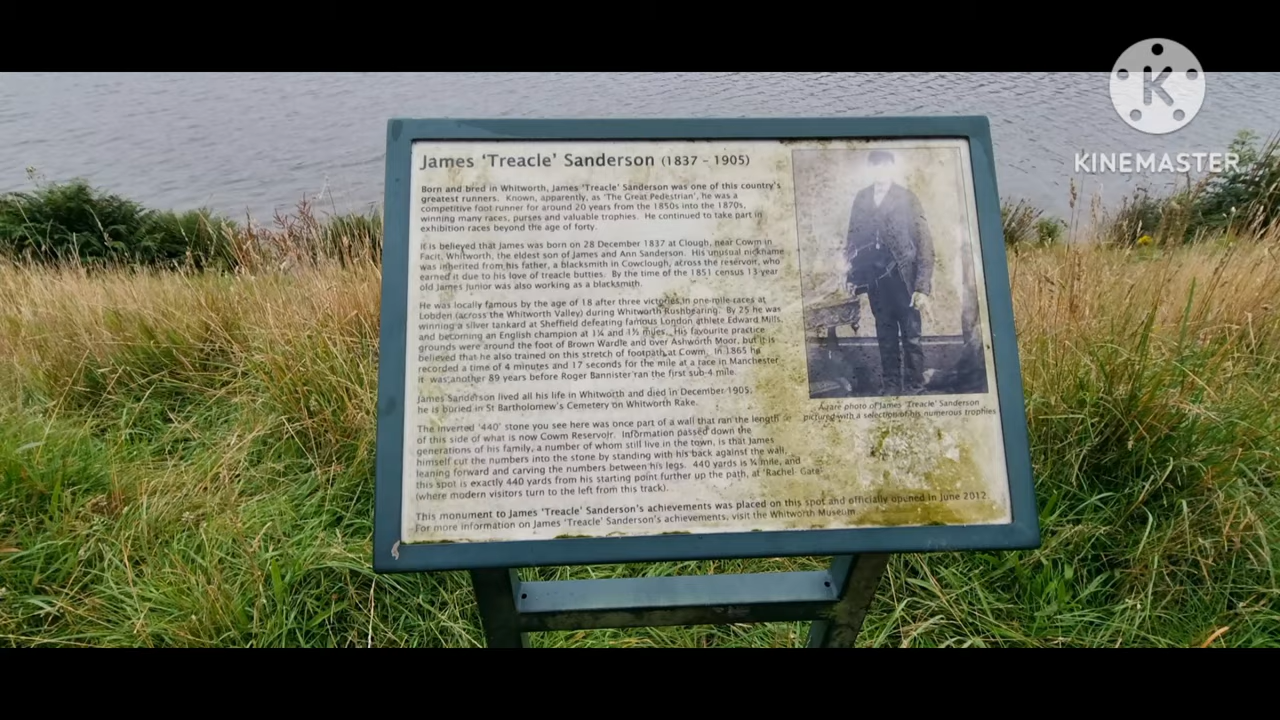 James 'Treacle' Sanderson (1837 - 1905)
Born and bred in Whitworth, James 'Treacle' Sanderson was one of this country's
greatest runners. Known, apparently, as 'The Great Pedestrian', he was a
competitive foot runner for around 20 years from the 1850s into the 1870s,
winning many races, purses and valuable trophies. He continued to take part in
exhibition races beyond the age of forty.
It is believed that James was born on 28 December 1837 at Clough, near Cowm in
Facit, Whitworth, the eldest son of James and Ann Sanderson. His unusual nickname
was inherited from his father, a blacksmith in Cowclough, across the reservoir, who
earned it due to his love of treacle butties. By the time of the 1851 census 13 year
old James Junior was also working as a blacksmith.
He was locally famous by the age of 18 after three victories in one-mile races at
Lobden (across the Whitworth Valley) during Whitworth Rushbearing. By 25 he was
winning a silver tankard at Sheffield defeating famous London athlete Edward Mills,
and becoming an English champion at 1¼ and 1½ miles. His favourite practice
grounds were around the foot of Brown Wardle and over Ashworth Moor, but it is
believed that he also trained on this stretch of footpath at Cowm. In 1865 he
recorded a time of 4 minutes and 17 seconds for the mile at a race in Manchester
it was another 89 years before Roger Bannister ran the first sub-4 mile.
James Sanderson lived all his life in Whitworth and died in December 1905.
he is buried in St Bartholomew's Cemetery on Whitworth Rake.
The inverted '440' stone you see here was once part of a wall that ran the length
of this side of what is now Cowm Reservoir. Information passed down the
generations of his family, a number of whom still live in the town, is that James
himself cut the numbers into the stone by standing with his back against the wall,
leaning forward and carving the numbers between his legs. 440 yards is ¼ mile, and
this spot is exactly 440 yards from his starting point further up the path, at 'Rachel Gate'
(where modern visitors turn to the left from this track).
This monument to James 'Treacle' Sanderson's achievements was placed on this spot and officially opened in June 2012.
For more information on James 'Treacle' Sanderson's achievements, visit the Whitworth Museum
A rare photo of James 'Treacle' Sanderson
pictured with a selection of his numerous trophies
K
KINEMASTER